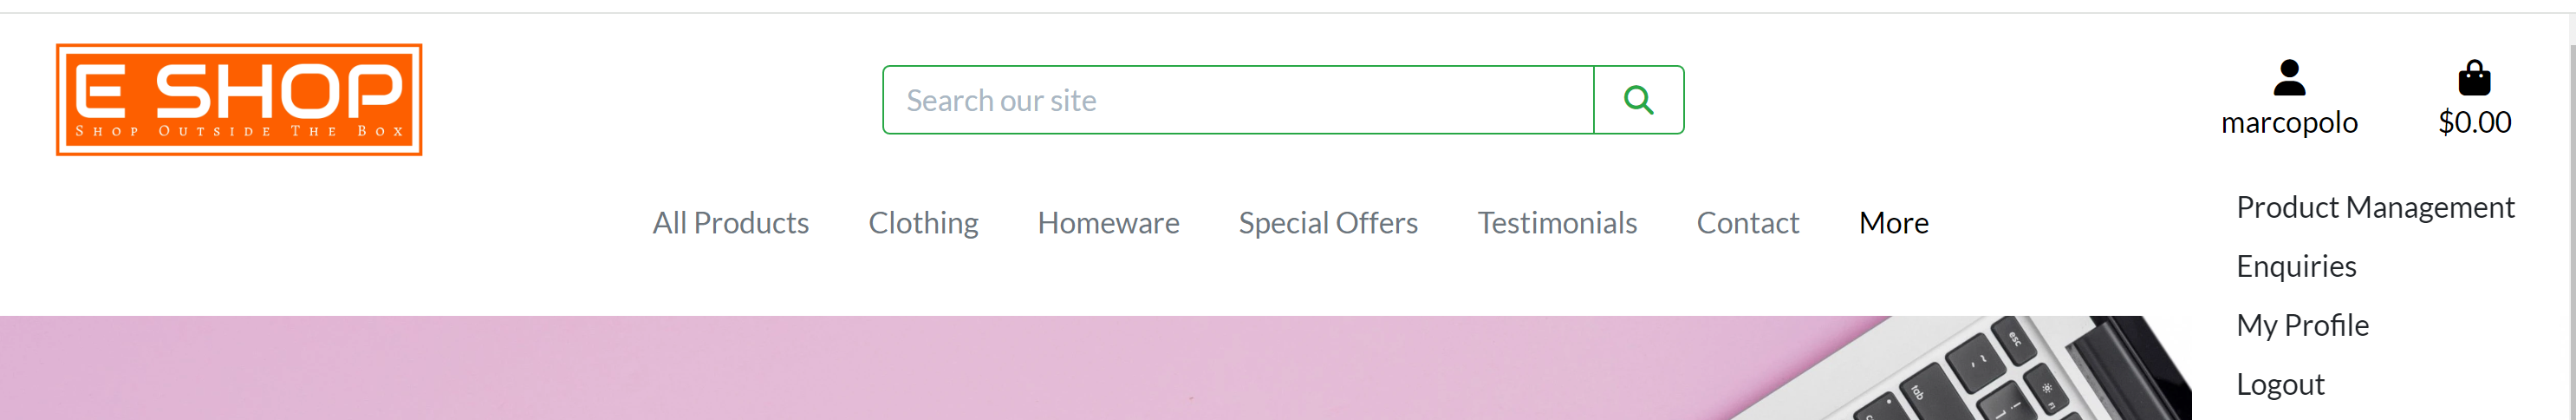 E SHOP
Shop Outside The Box
Search our site
marcopolo
$0.00
All Products
Clothing
Homeware
Special Offers
Testimonials
Contact
More
Product Management
Enquiries
My Profile
Logout
esc
tab